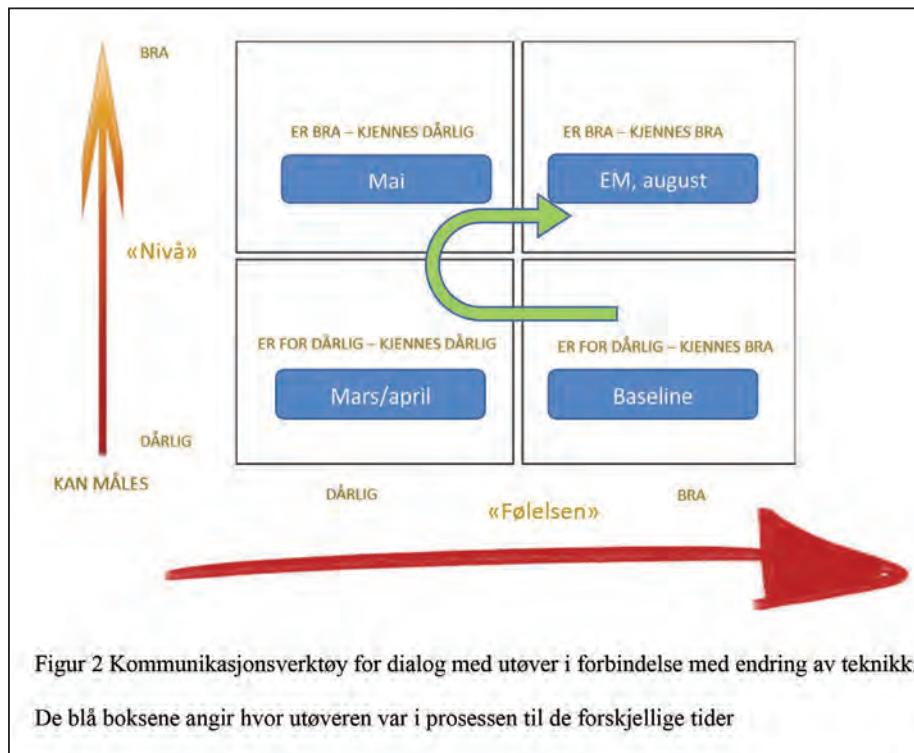 BRA
ER BRA – KJENNES DÅRLIG
ER BRA – KJENNES BRA
Mai
EM, august
«Nivå»
ER FOR DÅRLIG – KJENNES DÅRLIG
ER FOR DÅRLIG – KJENNES BRA
Mars/april
Baseline
DÅRLIG
KAN MÅLES
DÅRLIG
BRA
«Følelsen»
Figur 2 Kommunikasjonsverktøy for dialog med utøver i forbindelse med endring av teknikk
De blå boksene angir hvor utøveren var i prosessen til de forskjellige tider